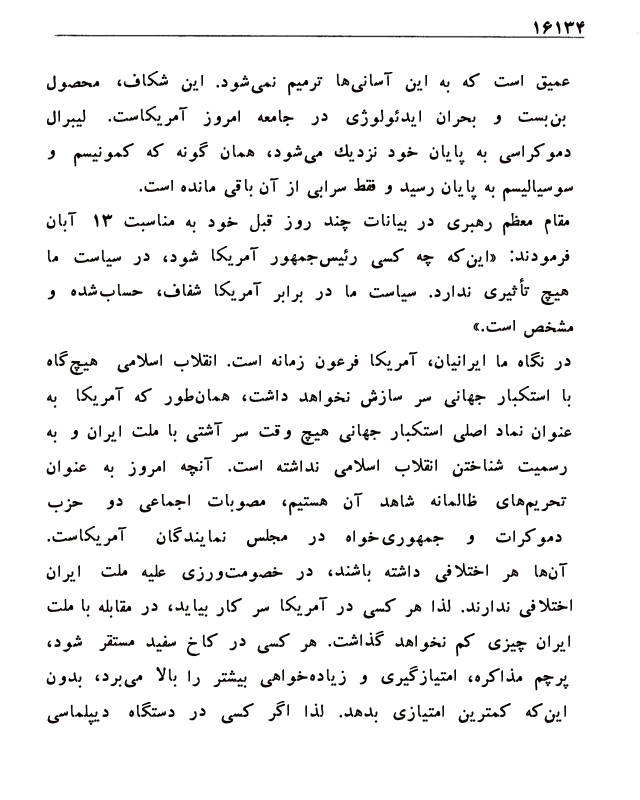 ۱۶۱۳۴
عمیق است که به این آسانی‌ها ترمیم نمی‌شود. این شکاف، محصول
بن‌بست و بحران ایدئولوژی در جامعه امروز آمریکاست. لیبرال
دموکراسی به پایان خود نزدیك می‌شود، همان گونه که کمونیسم و
سوسیالیسم به پایان رسید و فقط سرابی از آن باقی مانده است.
مقام معظم رهبری در بیانات چند روز قبل خود به مناسبت ۱۳ آبان
فرمودند: «این‌که چه کسی رئیس‌جمهور آمریکا شود، در سیاست ما
هیچ تأثیری ندارد. سیاست ما در برابر آمریکا شفاف، حساب‌شده و
مشخص است.»
در نگاه ما ایرانیان، آمریکا فرعون زمانه است. انقلاب اسلامی هیچ‌گاه
با استکبار جهانی سر سازش نخواهد داشت، همان‌طور که آمریکا به
عنوان نماد اصلی استکبار جهانی هیچ وقت سر آشتی با ملت ایران و به
رسمیت شناختن انقلاب اسلامی نداشته است. آنچه امروز به عنوان
تحریم‌های ظالمانه شاهد آن هستیم، مصوبات اجماعی دو حزب
دموکرات و جمهوری‌خواه در مجلس نمایندگان آمریکاست.
آن‌ها هر اختلافی داشته باشند، در خصومت‌ورزی علیه ملت ایران
اختلافی ندارند. لذا هر کسی در آمریکا سر کار بیاید، در مقابله با ملت
ایران چیزی کم نخواهد گذاشت. هر کسی در کاخ سفید مستقر شود،
پرچم مذاکره، امتیازگیری و زیاده‌خواهی بیشتر را بالا می‌برد، بدون
این‌که کمترین امتیازی بدهد. لذا اگر کسی در دستگاه دیپلماسی